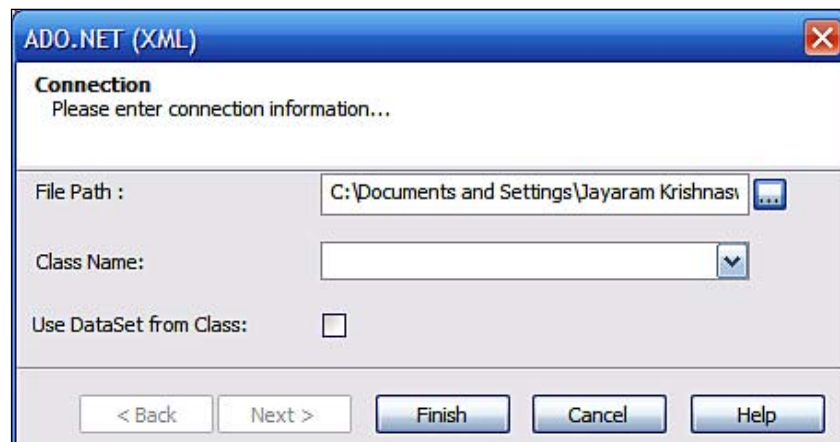 ADO.NET (XML)
Connection
Please enter connection information...
File Path :
C:\Documents and Settings\Jayaram Krishnasw
...
Class Name:
Use DataSet from Class:
< Back
Next >
Finish
Cancel
Help